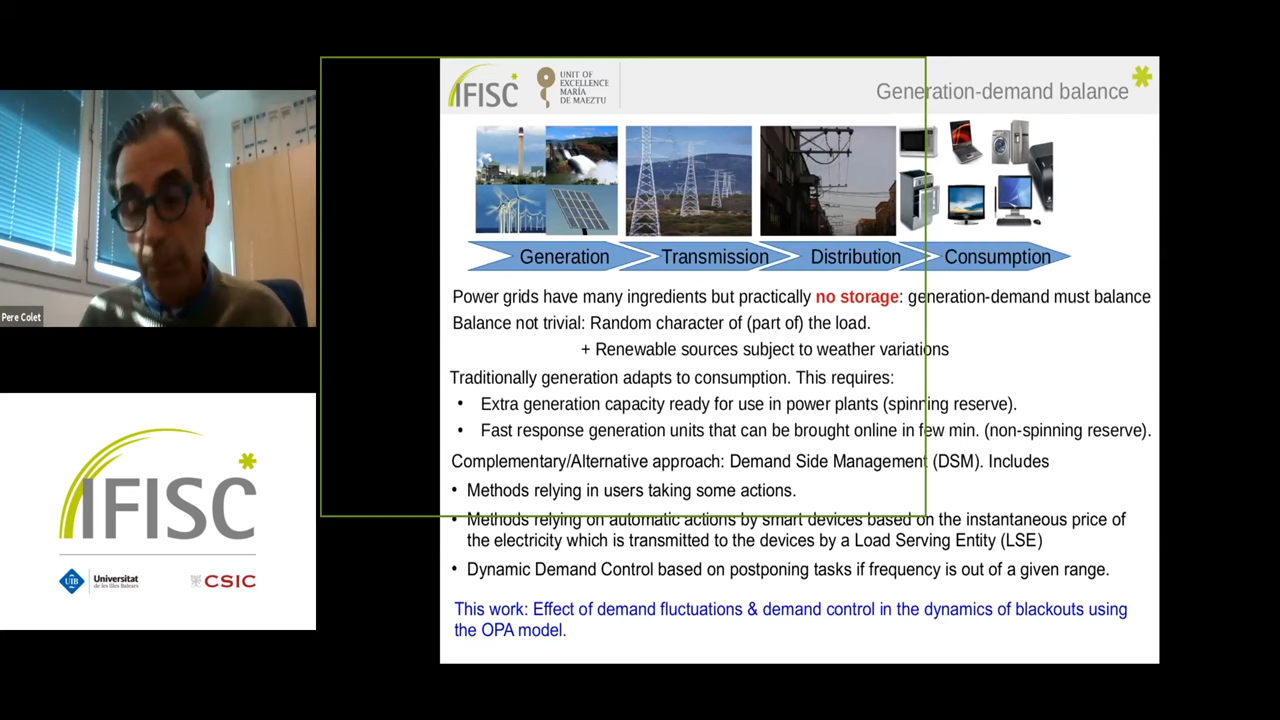 IFISC
UNIT OF
EXCELLENCE
MARÍA
DE MAEZTU
Generation-demand balance
Generation
Transmission
Distribution
Consumption
Power grids have many ingredients but practically no storage: generation-demand must balance
Balance not trivial: Random character of (part of) the load.
+ Renewable sources subject to weather variations
Traditionally generation adapts to consumption. This requires:
• Extra generation capacity ready for use in power plants (spinning reserve).
• Fast response generation units that can be brought online in few min. (non-spinning reserve).
Complementary/Alternative approach: Demand Side Management (DSM). Includes
• Methods relying in users taking some actions.
• Methods relying on automatic actions by smart devices based on the instantaneous price of
the electricity which is transmitted to the devices by a Load Serving Entity (LSE)
• Dynamic Demand Control based on postponing tasks if frequency is out of a given range.
This work: Effect of demand fluctuations & demand control in the dynamics of blackouts using
the OPA model.
Pere Colet
IFISC
UIB
Universitat
de les Illes Balears
CSIC